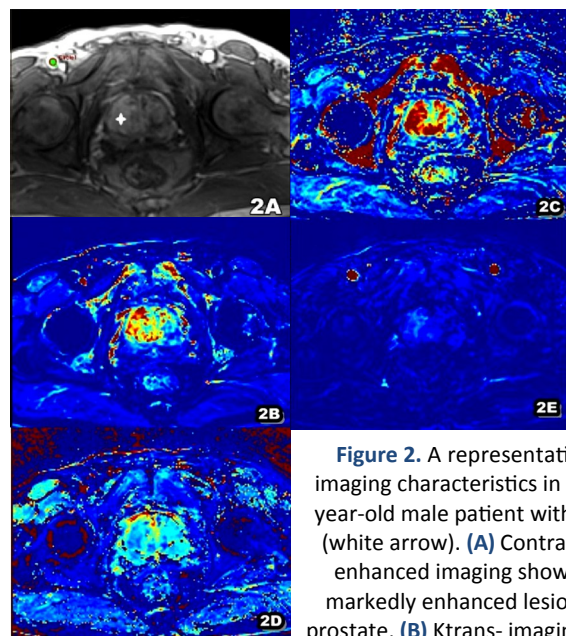 2A
2C
2B
2E
2D
Figure 2. A representati
imaging characteristics in
year-old male patient with
(white arrow). (A) Contra
enhanced imaging show
markedly enhanced lesio
prostate. (B) Ktrans- imagin